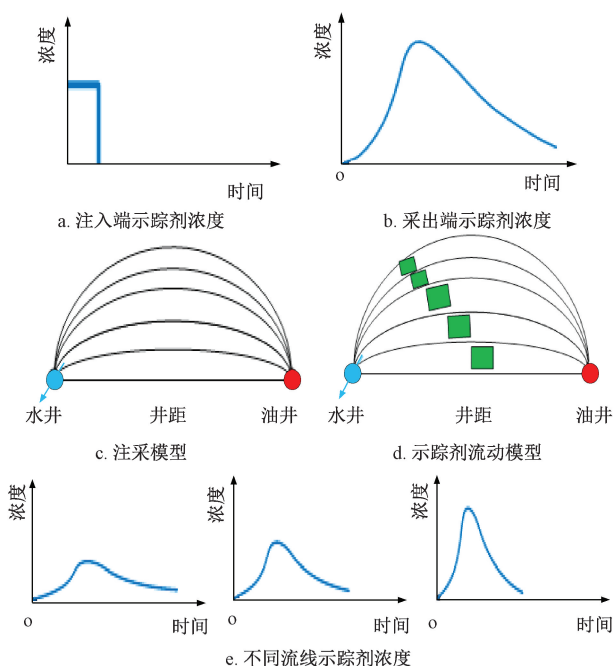 浓度
时间
a. 注入端示踪剂浓度
浓度
o
时间
b. 采出端示踪剂浓度
水井
井距
油井
c. 注采模型
水井
井距
油井
d. 示踪剂流动模型
浓度
o
时间
浓度
o
时间
浓度
o
时间
e. 不同流线示踪剂浓度